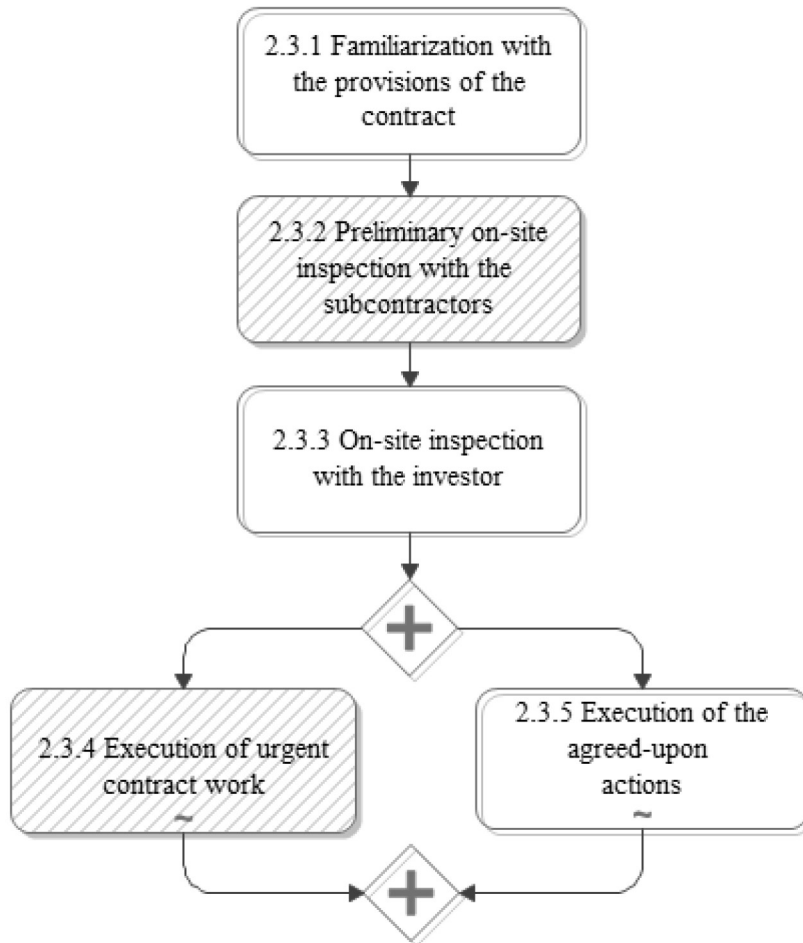 2.3.1 Familiarization with
the provisions of the
contract
2.3.2 Preliminary on-site
inspection with the
subcontractors
2.3.3 On-site inspection
with the investor
2.3.4 Execution of urgent
contract work
~
2.3.5 Execution of the
agreed-upon
actions
~